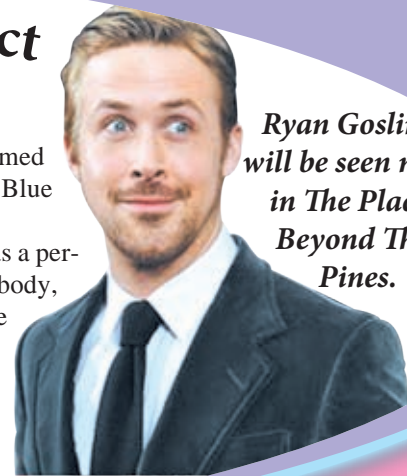 ct
med
Blue
s a per-
body,
e
Ryan Goslin
will be seen n
in The Plac
Beyond Th
Pines.